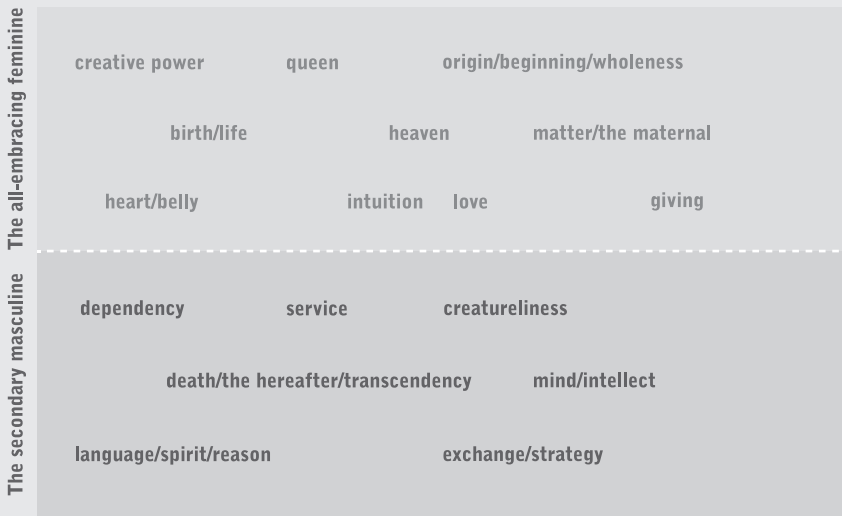 The all-embracing feminine
creative power queen origin/beginning/wholeness
birth/life heaven matter/the maternal
heart/belly intuition love giving
The secondary masculine
dependency service creatureliness
death/the hereafter/transcendency mind/intellect
language/spirit/reason exchange/strategy